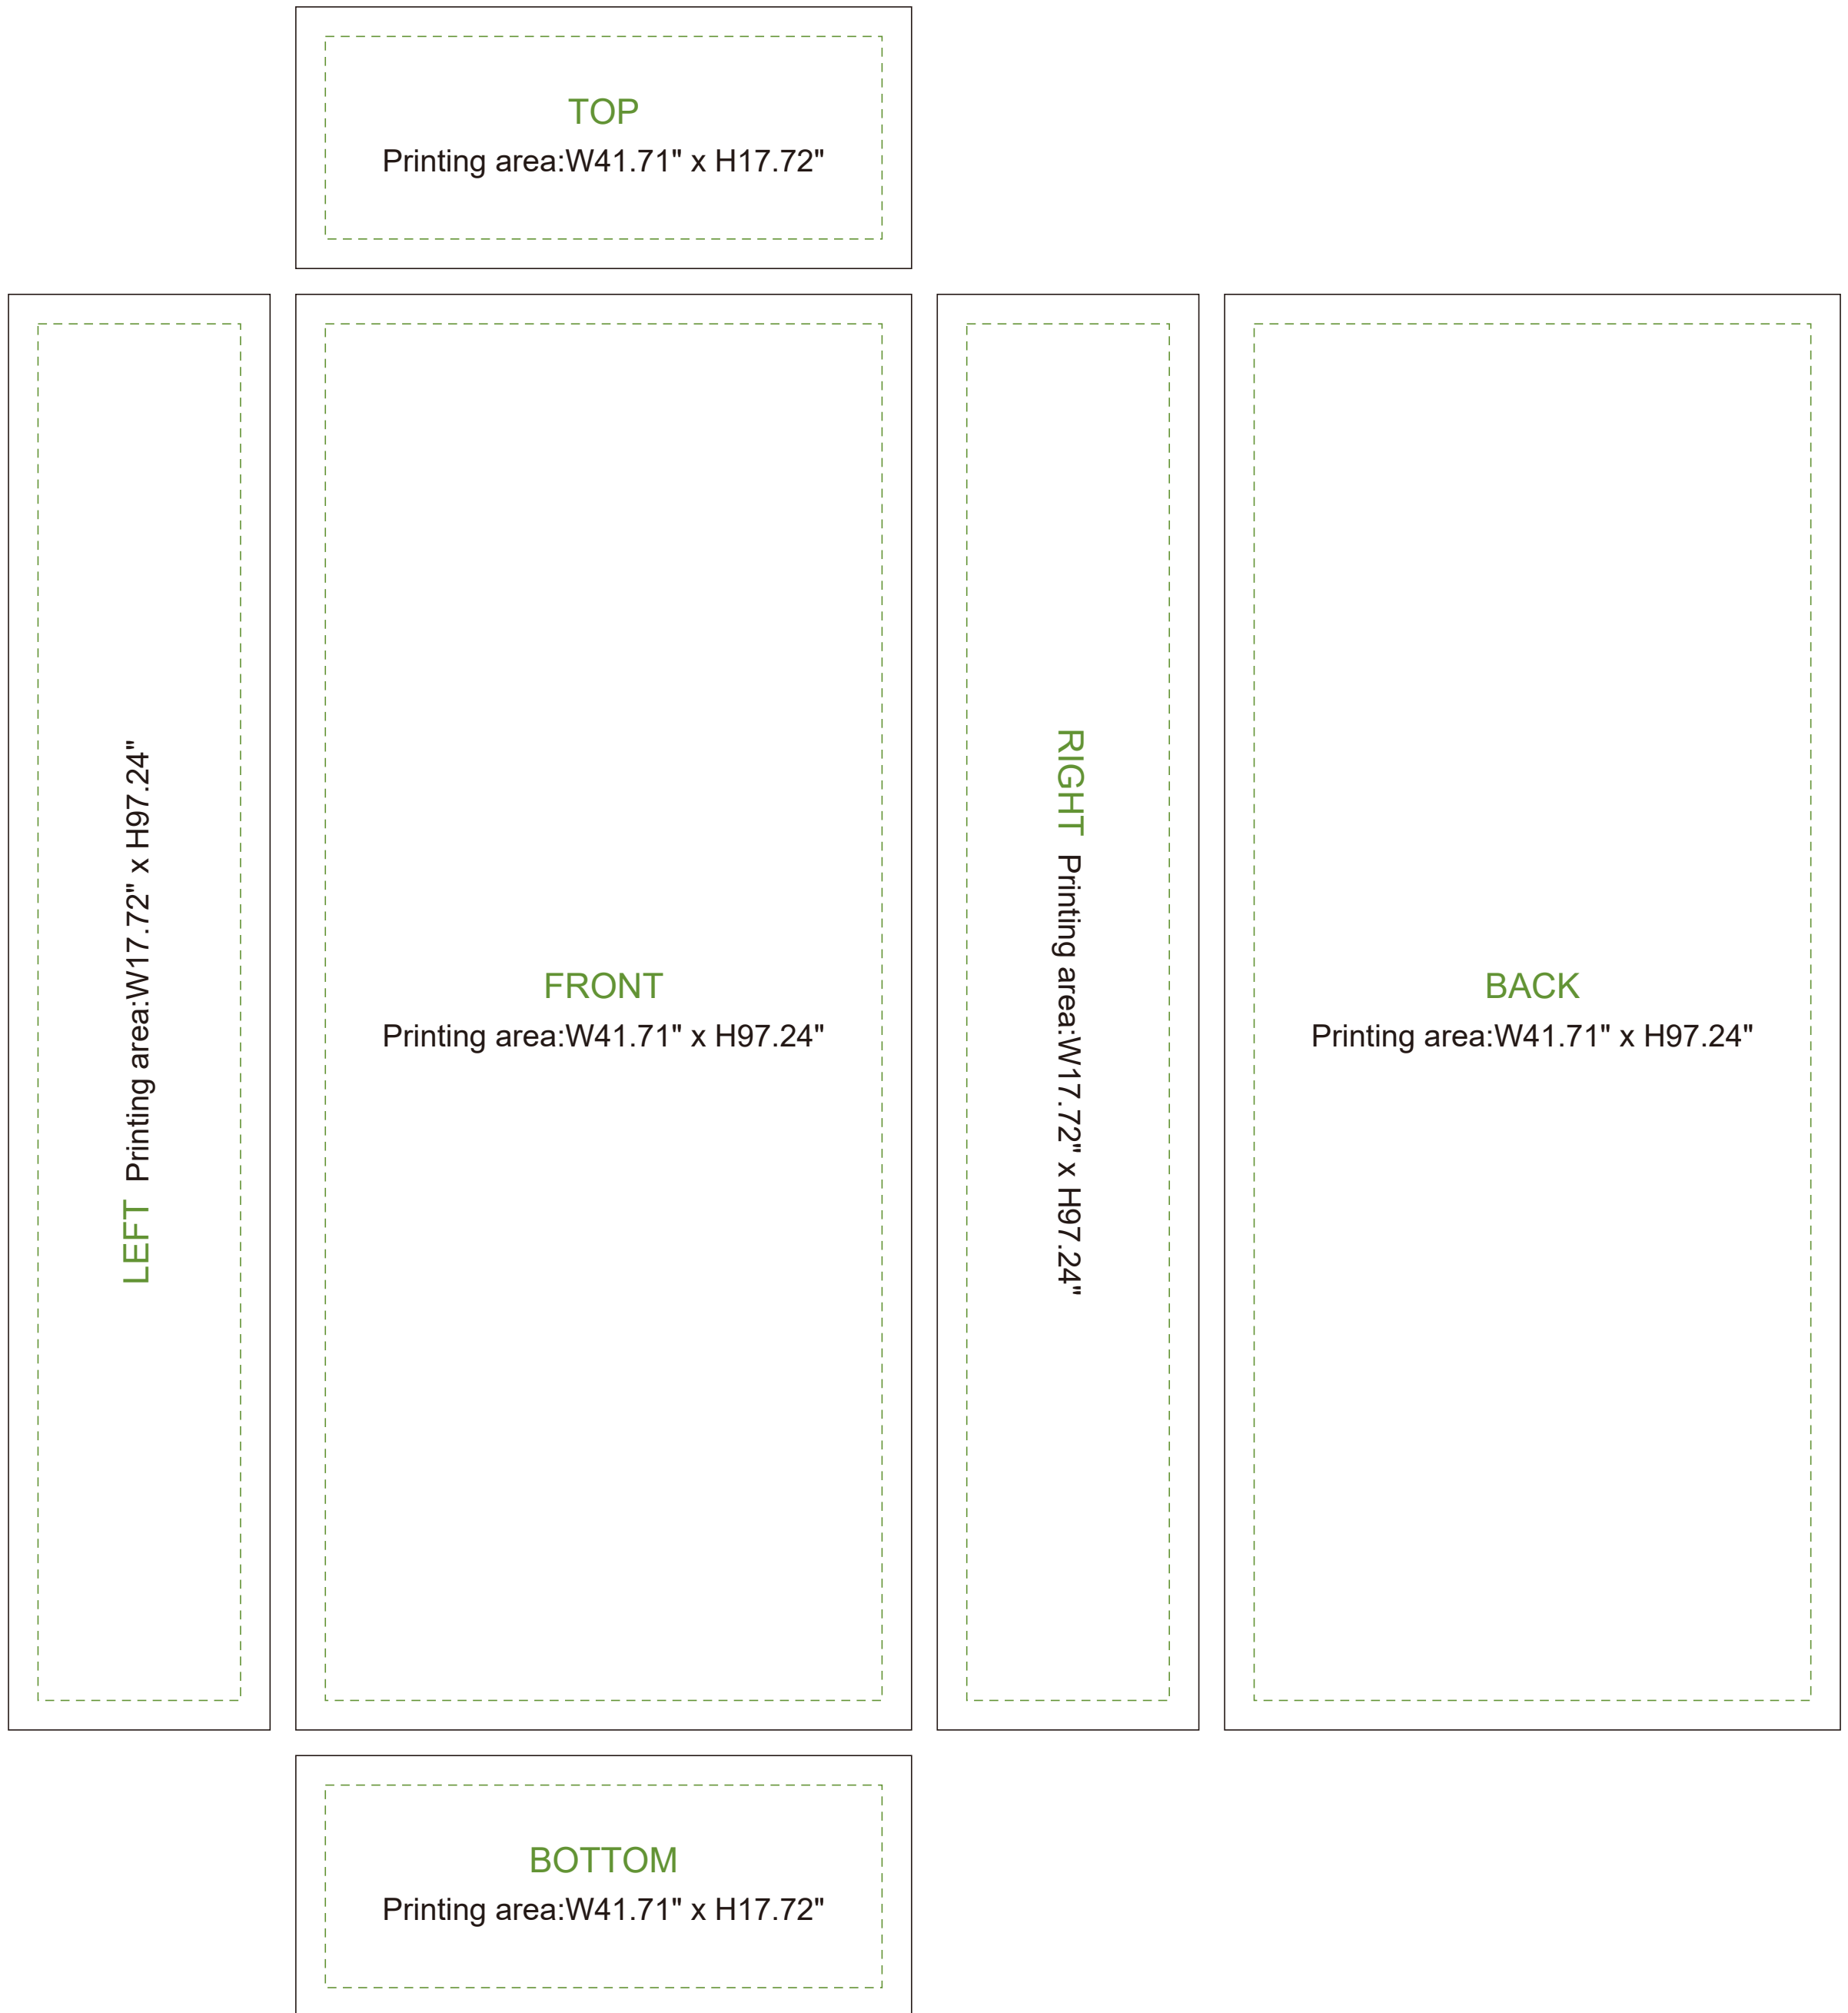 TOP
Printing area:W41.71" x H17.72"
LEFT Printing area:W17.72" x H97.24"
FRONT
Printing area:W41.71" x H97.24"
RIGHT Printing area:W17.72" x H97.24"
BACK
Printing area:W41.71" x H97.24"
BOTTOM
Printing area:W41.71" x H17.72"